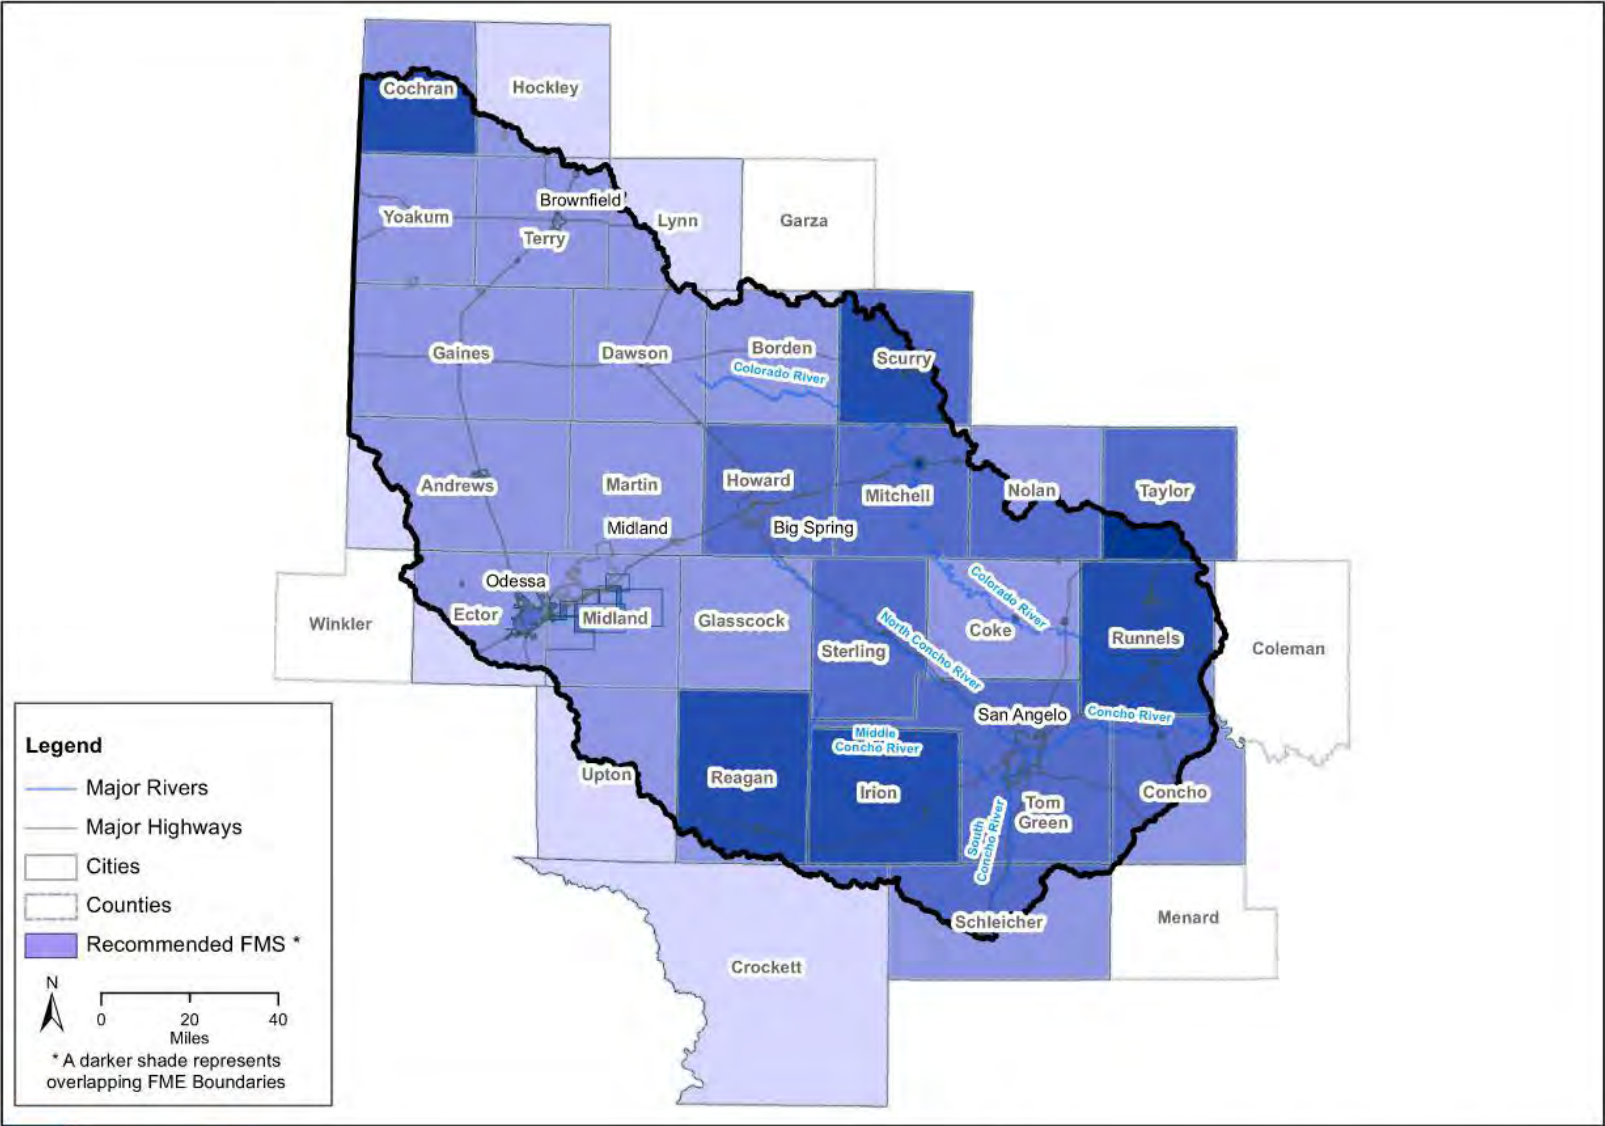 Cochran
Hockley
Brownfield
Yoakum
Terry
Lynn
Garza
Gaines
Dawson
Borden
Colorado River
Scurry
Andrews
Martin
Howard
Mitchell
Nolan
Taylor
Midland
Big Spring
Odessa
Ector
Midland
Glasscock
Winkler
Sterling
North Concho River
Coke
Colorado River
Runnels
Coleman
San Angelo
Concho River
Middle
Concho River
Upton
Reagan
Irion
Tom
Green
Concho
South
Concho River
Schleicher
Menard
Crockett
Legend
Major Rivers
Major Highways
Cities
Counties
Recommended FMS *
N
0 20 40
Miles
* A darker shade represents
overlapping FME Boundaries